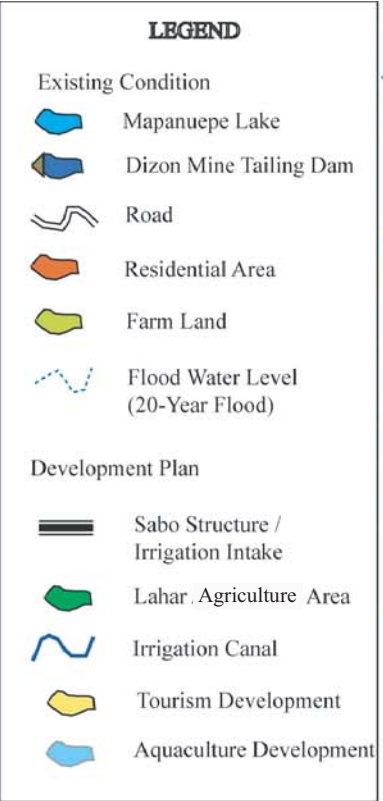 LEGEND
Existing Condition
Mapanuepe Lake
Dizon Mine Tailing Dam
Road
Residential Area
Farm Land
Flood Water Level
(20-Year Flood)
Development Plan
Sabo Structure /
Irrigation Intake
Lahar Agriculture Area
Irrigation Canal
Tourism Development
Aquaculture Development